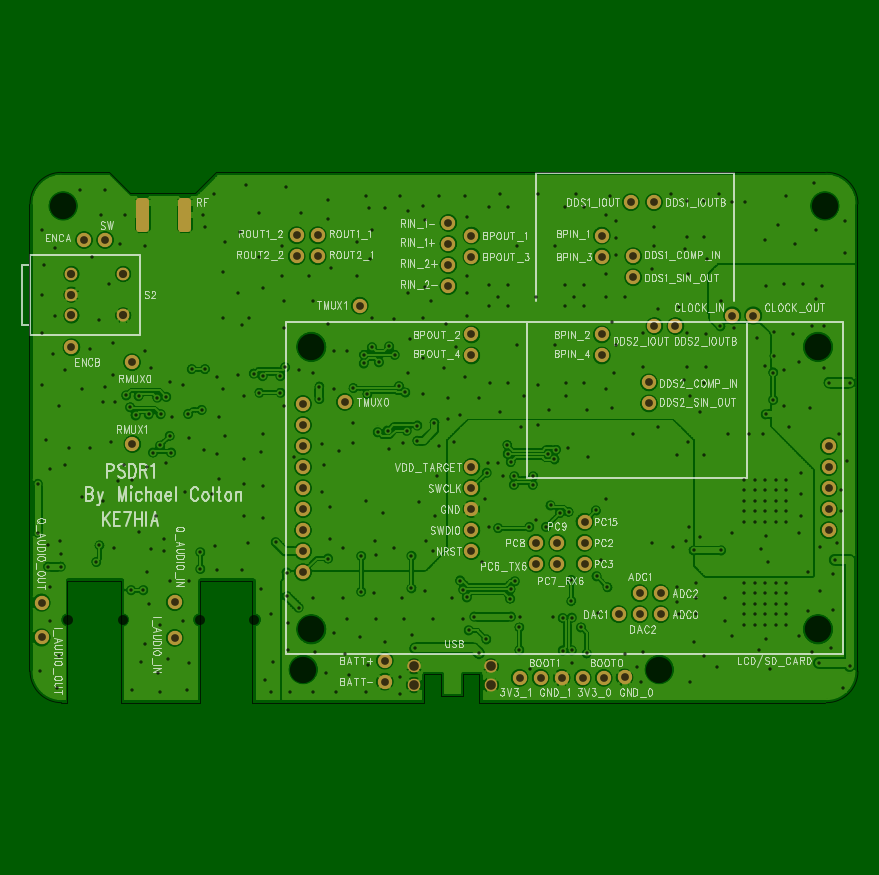 RF
DDS1_IOUT
DDS1_IOUTB
SW
ENCA
ROUT1_2
ROUT1_1
RIN_1-
RIN_1+
BPOUT_1
BPIN_1
ROUT2_2
ROUT2_1
RIN_2+
BPOUT_3
BPIN_3
DDS1_COMP_IN
RIN_2-
DDS1_SIN_OUT
S2
TMUX1
CLOCK_IN
CLOCK_OUT
BPOUT_2
BPIN_2
DDS2_IOUT
DDS2_IOUTB
BPOUT_4
BPIN_4
ENCB
RMUX0
DDS2_COMP_IN
TMUX0
DDS2_SIN_OUT
RMUX1
PSDR1
By Michael Colton
KE7HIA
VDD_TARGET
SWCLK
GND
SWDIO
NRST
PC9
PC15
PC8
PC2
PC6_TX6
PC3
PC7_RX6
Q_AUDIO_OUT
Q_AUDIO_IN
I_AUDIO_OUT
I_AUDIO_IN
ADC1
ADC2
DAC1
ADC0
DAC2
USB
BATT+
BATT-
BOOT1
BOOT0
LCD/SD_CARD
3V3_1
GND_1
3V3_0
GND_0